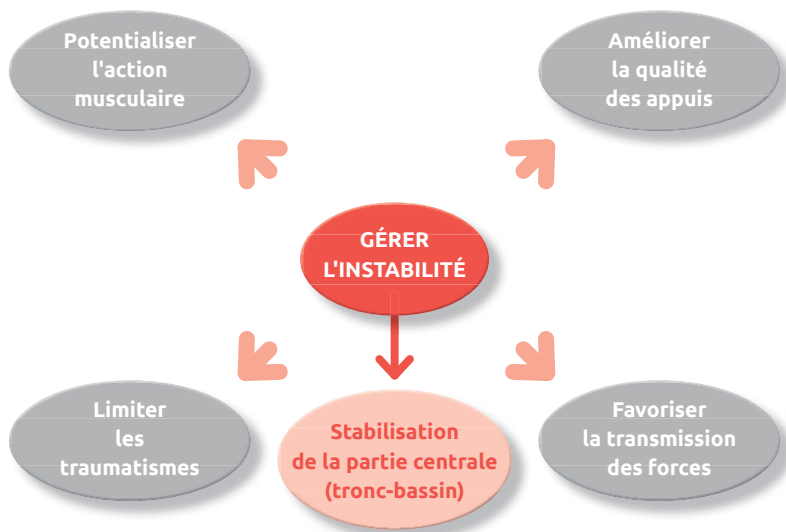 Potentialiser
l'action
musculaire
Améliorer
la qualité
des appuis
GÉRER
L'INSTABILITÉ
Limiter
les
traumatismes
Stabilisation
de la partie centrale
(tronc-bassin)
Favoriser
la transmission
des forces